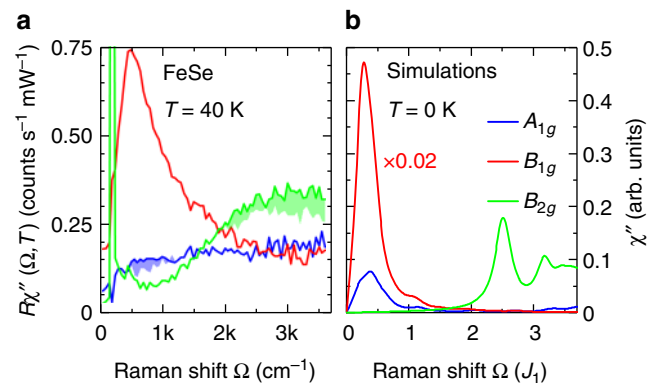 a
b
0.75
0.50
0.25
0
FeSe
T = 40 K
Rχ″ (Ω, T) (counts s⁻¹ mW⁻¹)
0 1k 2k 3k
Raman shift Ω (cm⁻¹)
Simulations
T = 0 K
A1g
B1g
B2g
×0.02
0.5
0.4
0.3
0.2
0.1
0
χ″ (arb. units)
0 1 2 3
Raman shift Ω (J₁)